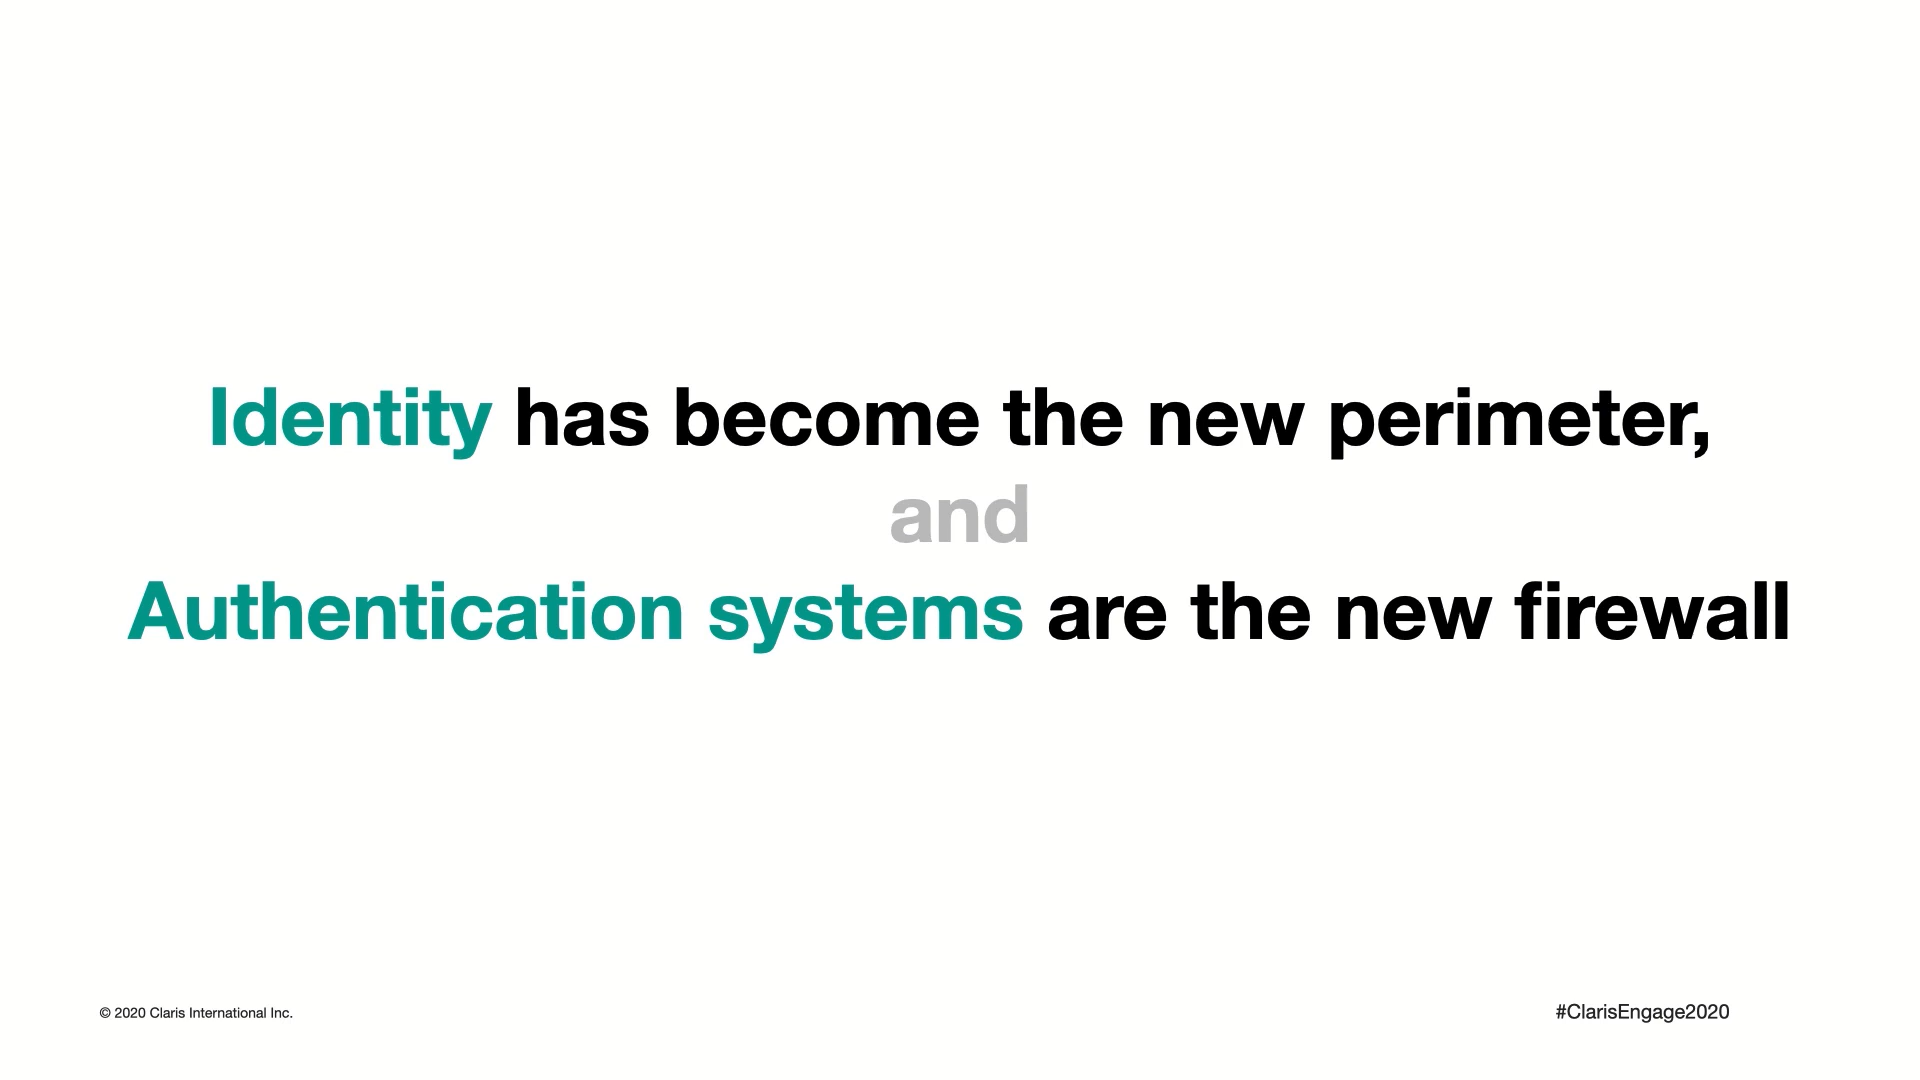 Identity has become the new perimeter,
and
Authentication systems are the new firewall
© 2020 Claris International Inc.
#ClarisEngage2020